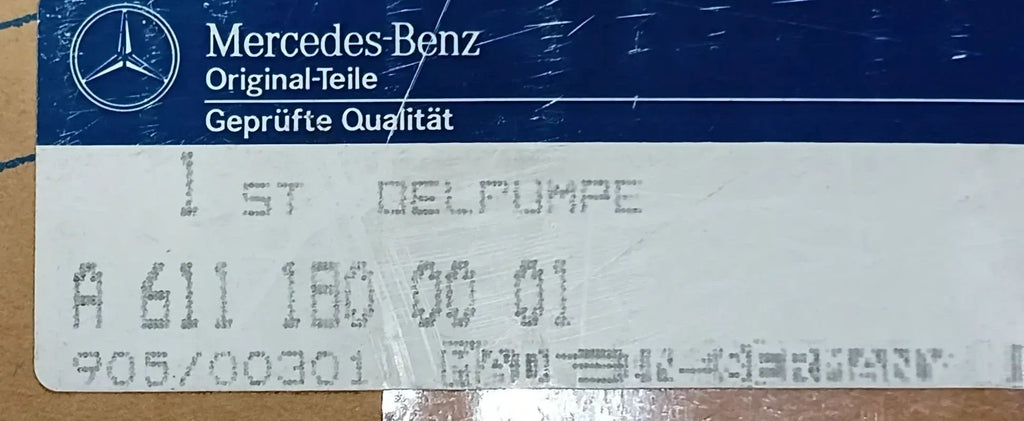 Mercedes-Benz
Original-Teile
Geprüfte Qualität
1 ST OELPUMPE
A 611 180 00 01
905/00301